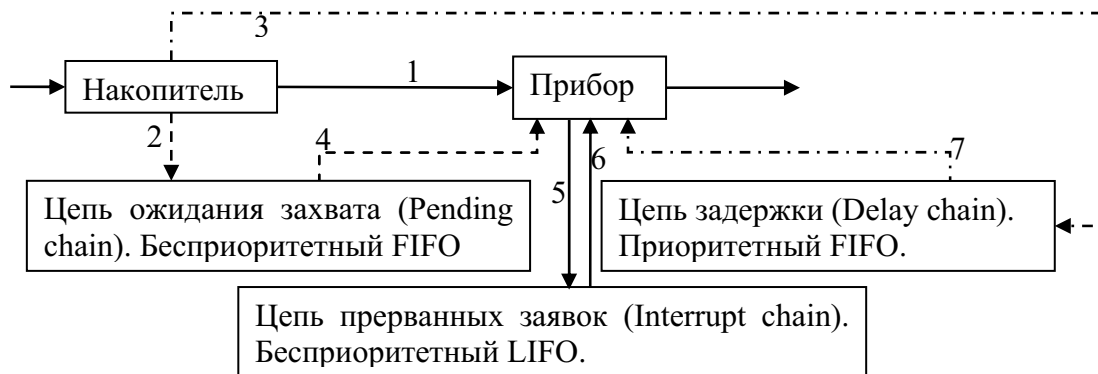 3
Накопитель
1
Прибор
2
4
5
6
7
Цепь ожидания захвата (Pending
chain). Бесприоритетный FIFO
Цепь задержки (Delay chain).
Приоритетный FIFO.
Цепь прерванных заявок (Interrupt chain).
Бесприоритетный LIFO.